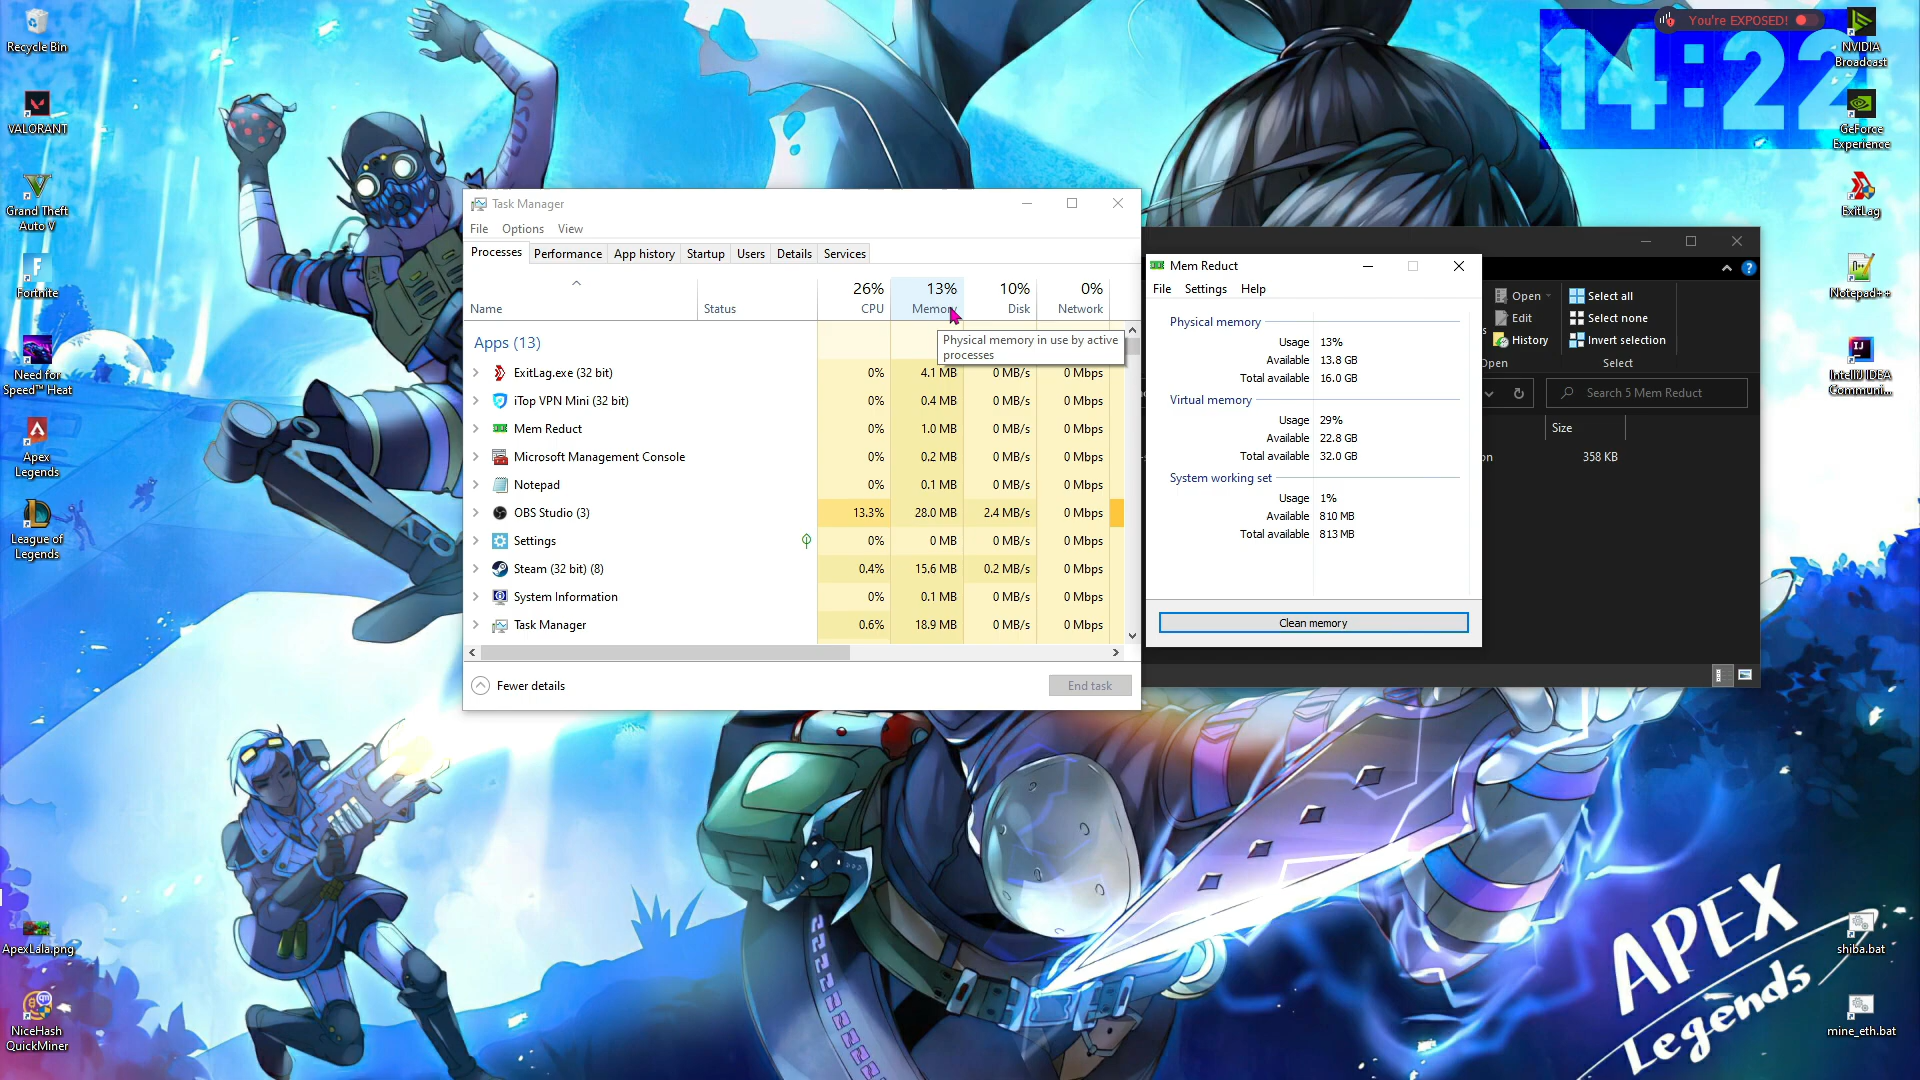 Recycle Bin
VALORANT
Grand Theft
Auto V
Fortnite
Need for
Speed™ Heat
Apex
Legends
League of
Legends
ApexLala.png
NiceHash
QuickMiner
Task Manager
File Options View
Processes Performance App history Startup Users Details Services
26% 13% 10% 0%
Name Status CPU Memory Disk Network
Apps (13)
Physical memory in use by active
processes
ExitLag.exe (32 bit) 0% 4.1 MB 0 MB/s 0 Mbps
iTop VPN Mini (32 bit) 0% 0.4 MB 0 MB/s 0 Mbps
Mem Reduct 0% 1.0 MB 0 MB/s 0 Mbps
Microsoft Management Console 0% 0.2 MB 0 MB/s 0 Mbps
Notepad 0% 0.1 MB 0 MB/s 0 Mbps
OBS Studio (3) 13.3% 28.0 MB 2.4 MB/s 0 Mbps
Settings 0% 0 MB 0 MB/s 0 Mbps
Steam (32 bit) (8) 0.4% 15.6 MB 0.2 MB/s 0 Mbps
System Information 0% 0.1 MB 0 MB/s 0 Mbps
Task Manager 0.6% 18.9 MB 0 MB/s 0 Mbps
Fewer details End task
Mem Reduct
File Settings Help
Physical memory
Usage 13%
Available 13.8 GB
Total available 16.0 GB
Virtual memory
Usage 29%
Available 22.8 GB
Total available 32.0 GB
System working set
Usage 1%
Available 810 MB
Total available 813 MB
Clean memory
Open Select all
Edit Select none
History Invert selection
Open Select
Search 5 Mem Reduct
Size
358 KB
You're EXPOSED!
14:22
NVIDIA
Broadcast
GeForce
Experience
ExitLag
Notepad++
IntelliJ IDEA
Communi...
shiba.bat
mine_eth.bat
APEX
Legends